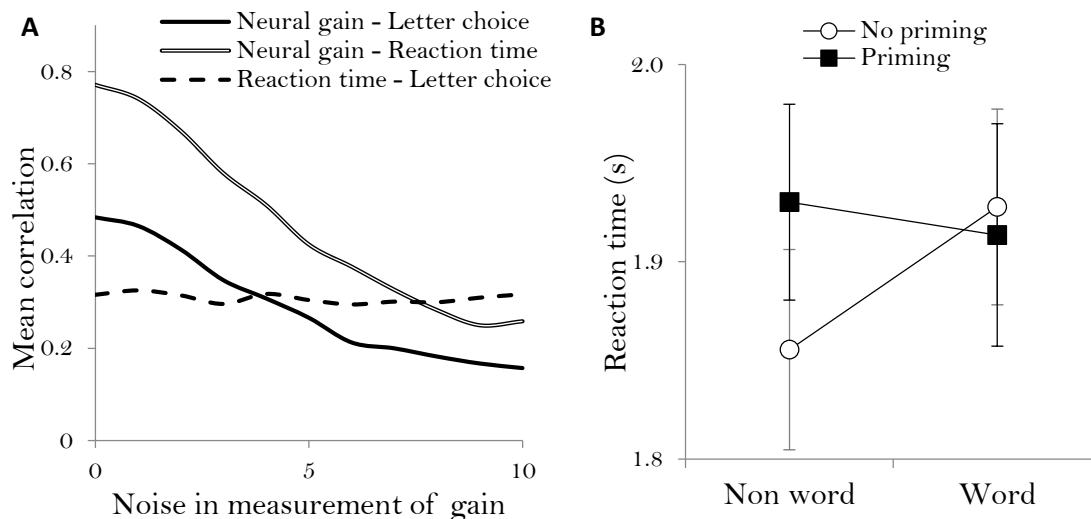 A
Neural gain - Letter choice
Neural gain - Reaction time
Reaction time - Letter choice
0.8
0.6
0.4
0.2
0
Mean correlation
0
5
10
Noise in measurement of gain
B
No priming
Priming
2.0
1.9
1.8
Reaction time (s)
Non word
Word